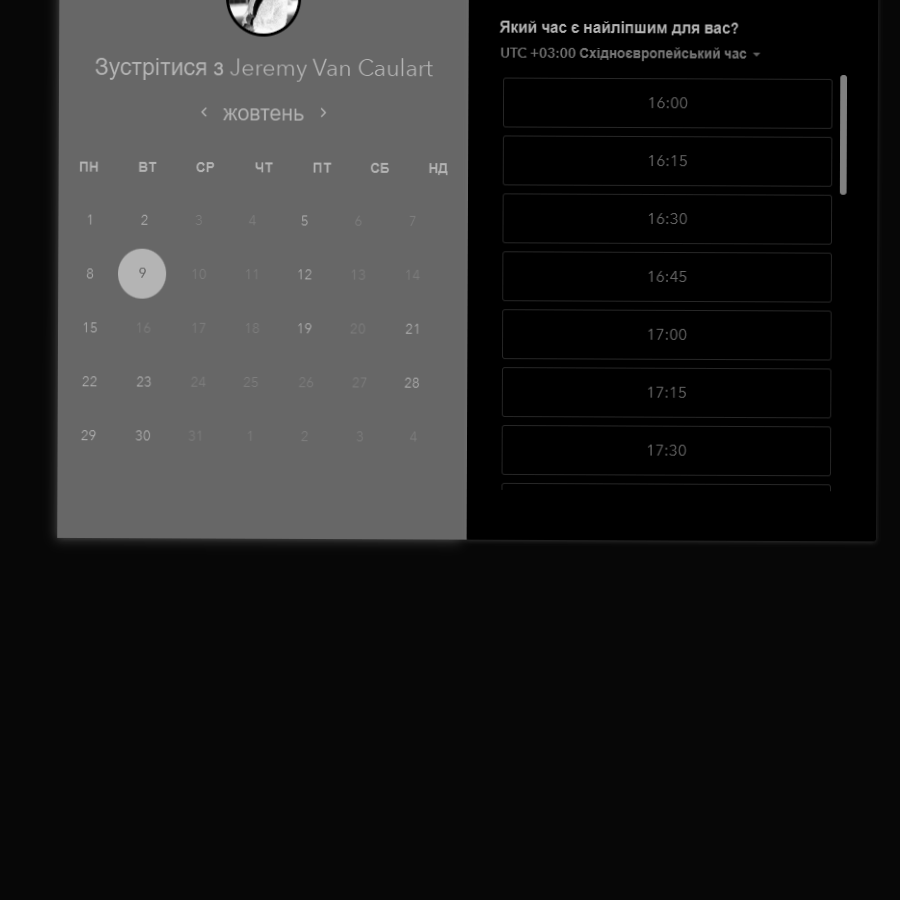 Зустрітися з Jeremy Van Caulart
жовтень
ПН ВТ СР ЧТ ПТ СБ НД
1 2 3 4 5 6 7
8 9 10 11 12 13 14
15 16 17 18 19 20 21
22 23 24 25 26 27 28
29 30 31 1 2 3 4
Який час є найліпшим для вас?
UTC +03:00 Східноєвропейський час
16:00
16:15
16:30
16:45
17:00
17:15
17:30